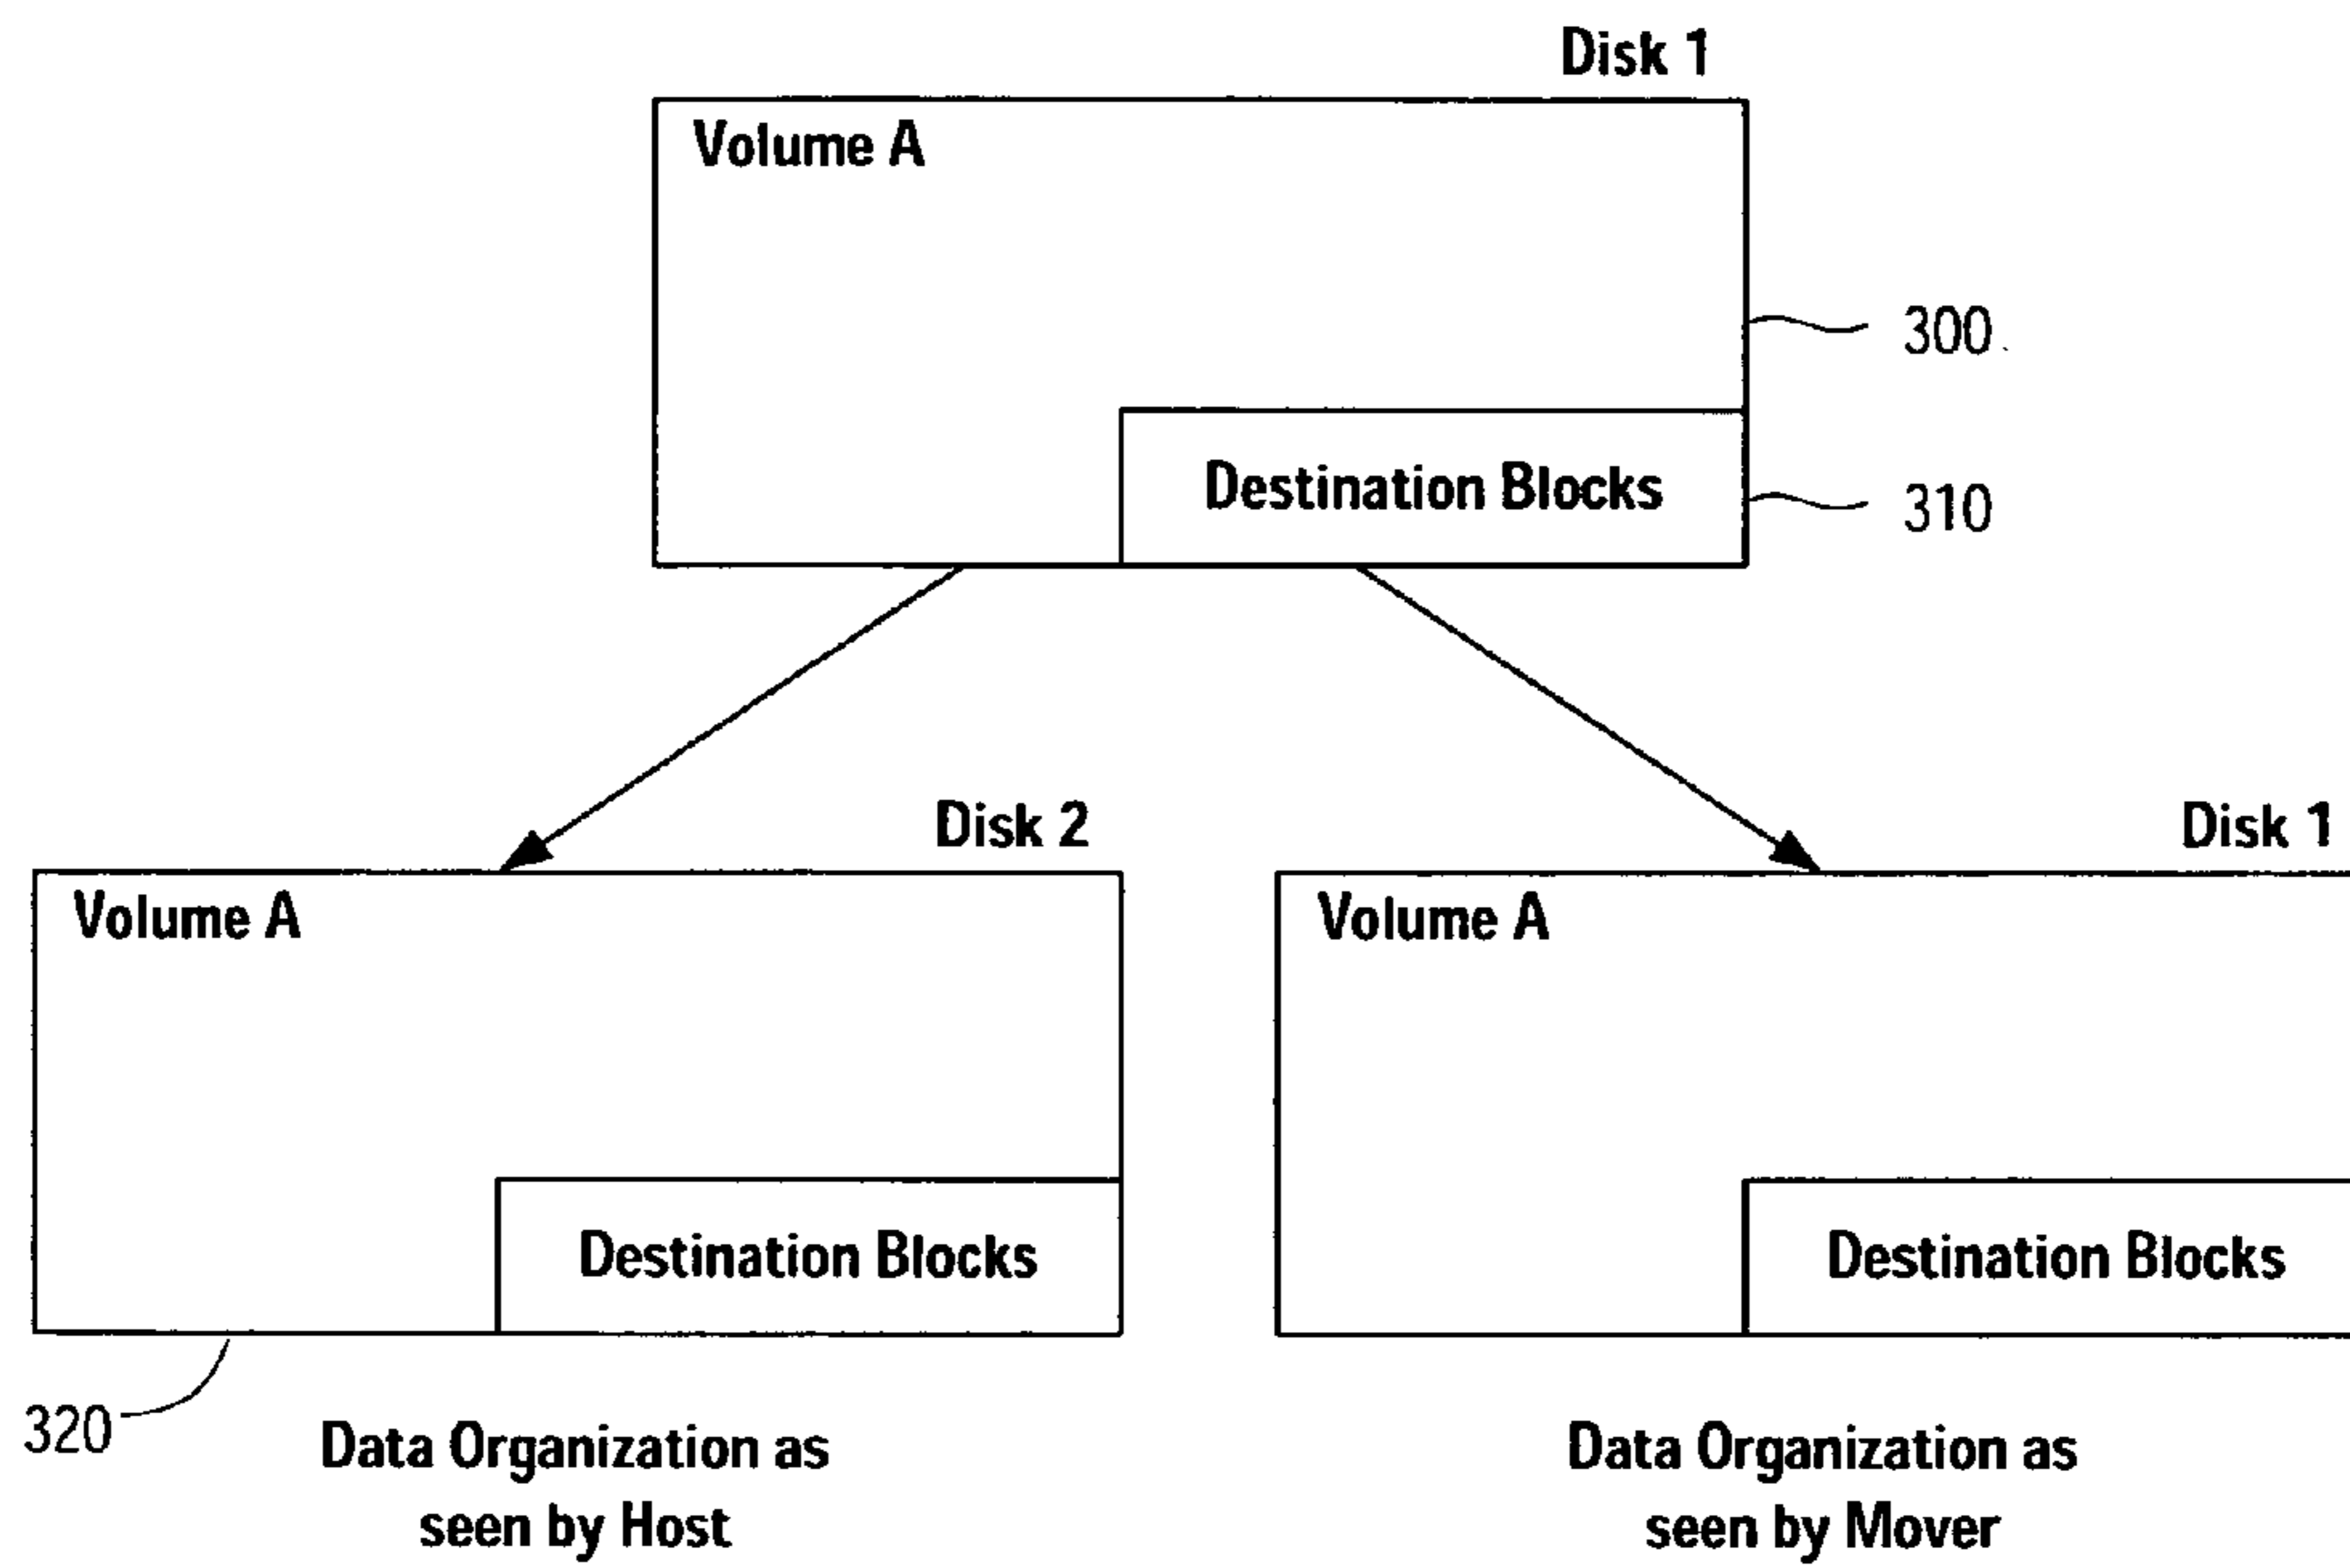 Disk 1
Volume A
300
Destination Blocks
310
Disk 2
Volume A
Destination Blocks
320
Data Organization as
seen by Host
Disk 1
Volume A
Destination Blocks
Data Organization as
seen by Mover